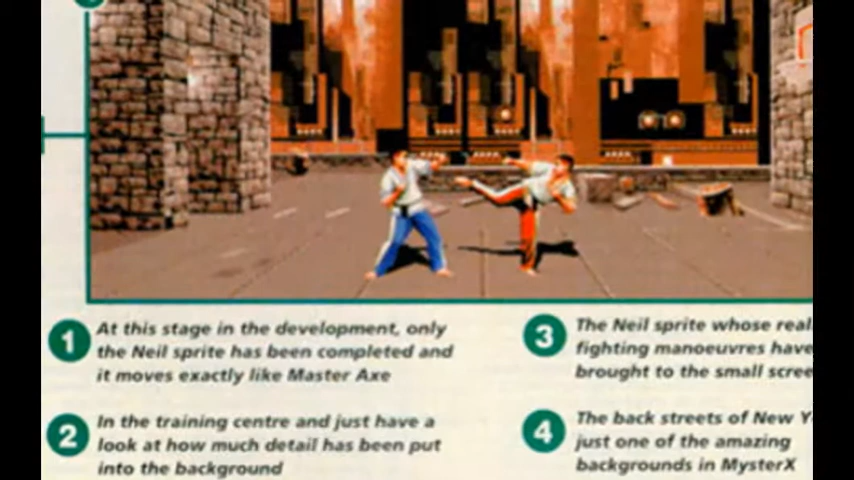 1
At this stage in the development, only
the Neil sprite has been completed and
it moves exactly like Master Axe
2
In the training centre and just have a
look at how much detail has been put
into the background
3
The Neil sprite whose real
fighting manoeuvres have
brought to the small
4
The back streets of New
just one of the amazing
backgrounds in MysterX